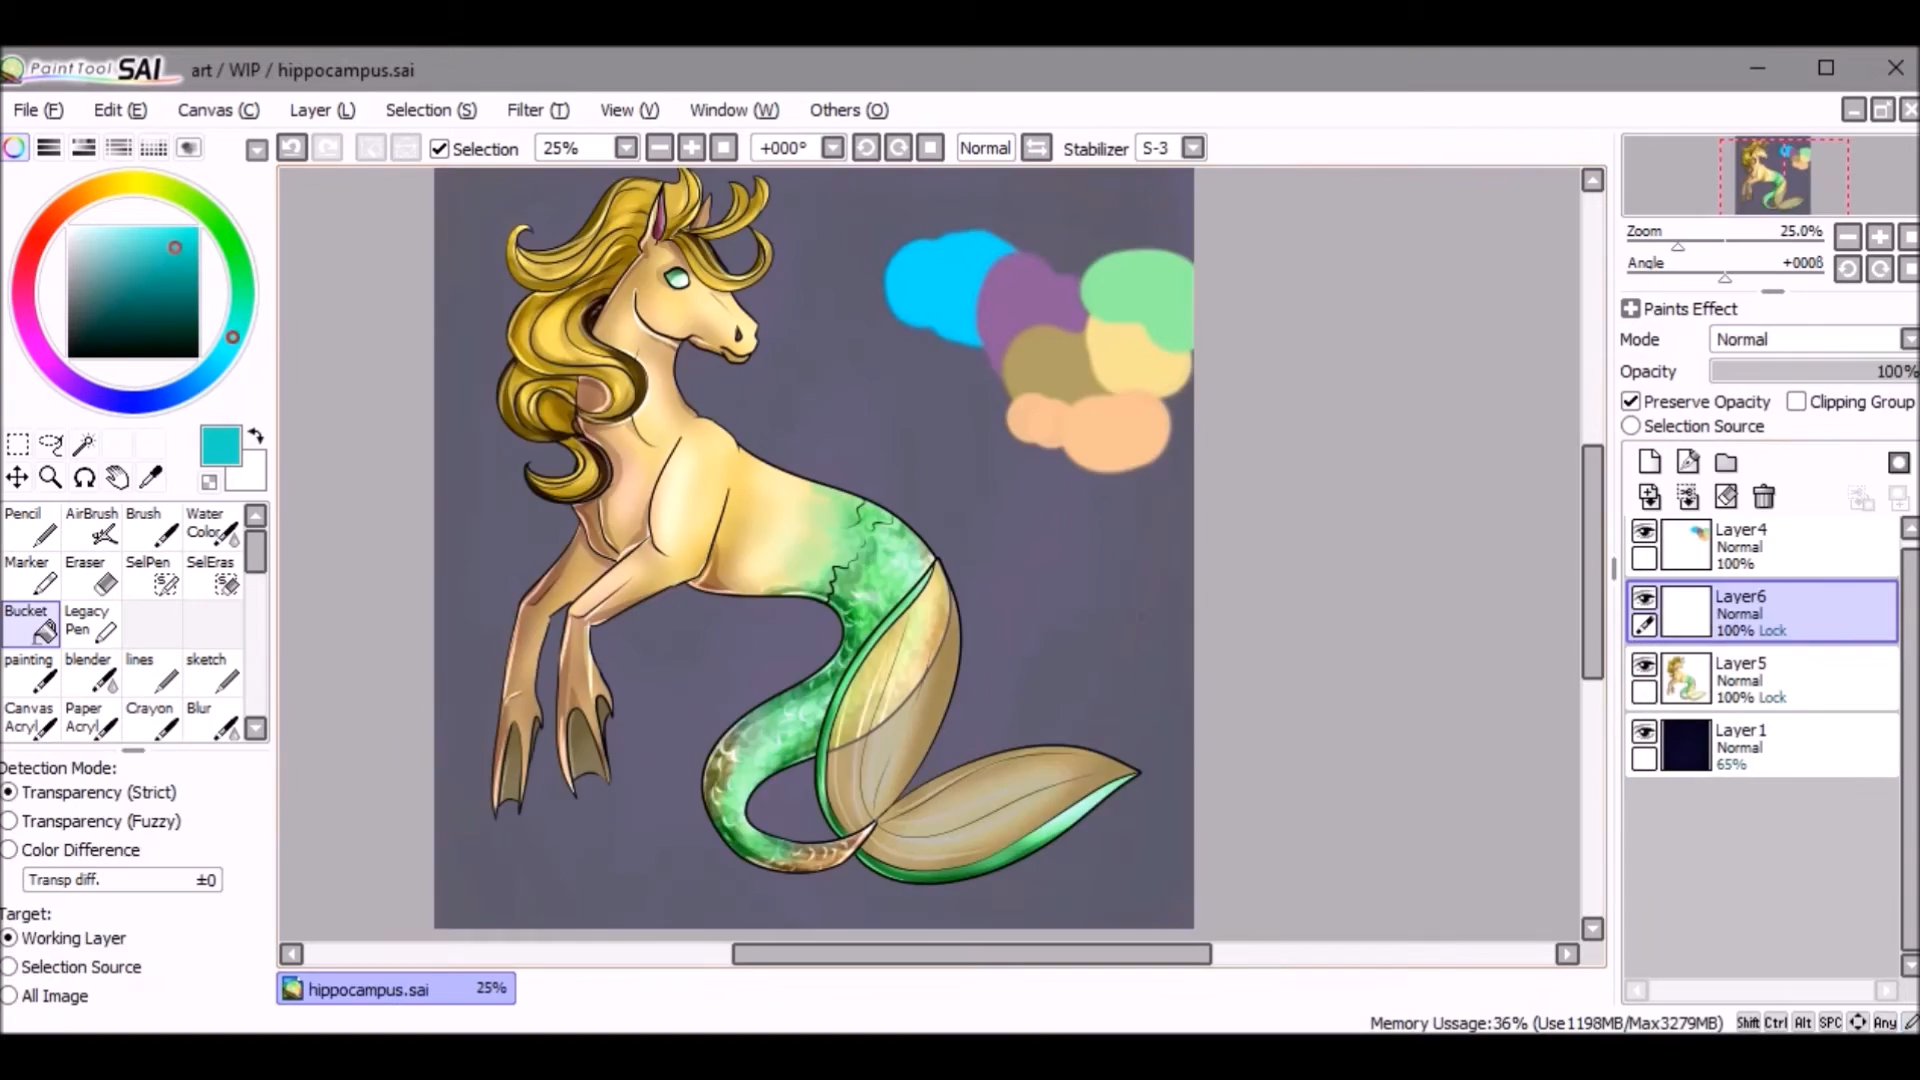 PaintTool SAI art / WIP / hippocampus.sai
File (F) Edit (E) Canvas (C) Layer (L) Selection (S) Filter (T) View (V) Window (W) Others (O)
Selection 25% +000° Normal Stabilizer S-3
Zoom 25.0%
Angle +000ß
Paints Effect
Mode Normal
Opacity 100%
Preserve Opacity Clipping Group
Selection Source
Pencil AirBrush Brush Water Color
Marker Eraser SelPen SelEras
Bucket Legacy Pen
painting blender lines sketch
Canvas Acryl Paper Acryl Crayon Blur
Detection Mode:
Transparency (Strict)
Transparency (Fuzzy)
Color Difference
Transp diff. ±0
Target:
Working Layer
Selection Source
All Image
Layer4
Normal
100%
Layer6
Normal
100% Lock
Layer5
Normal
100% Lock
Layer1
Normal
65%
hippocampus.sai 25%
Memory Ussage:36% (Use1198MB/Max3279MB) Shift Ctrl Alt SPC Any